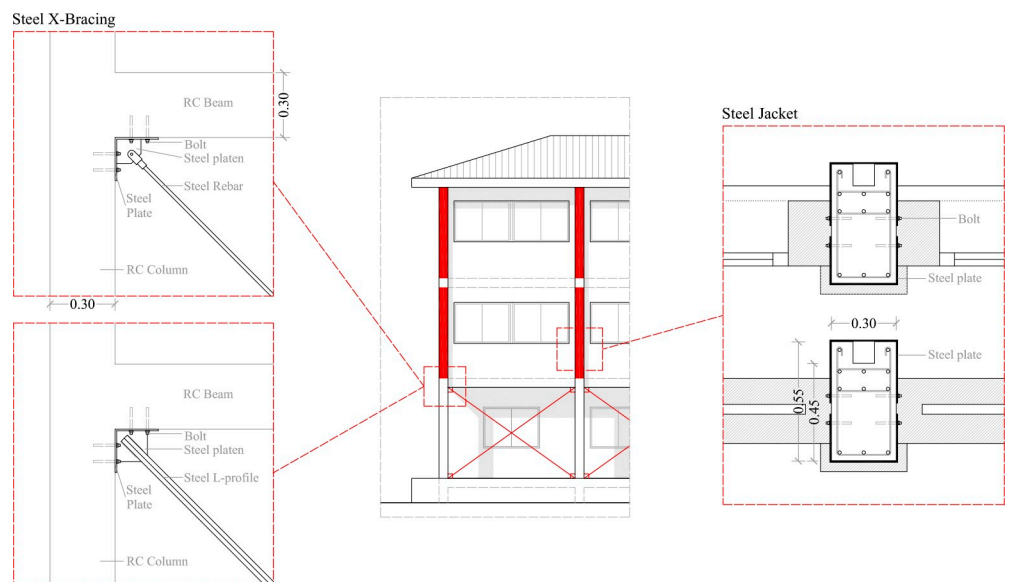 Steel X-Bracing
RC Beam
0.30
Bolt
Steel platen
Steel Rebar
Steel
Plate
RC Column
0.30
RC Beam
Bolt
Steel platen
Steel L-profile
Steel
Plate
RC Column
Steel Jacket
Bolt
Steel plate
0.30
Steel plate
0.55
0.45